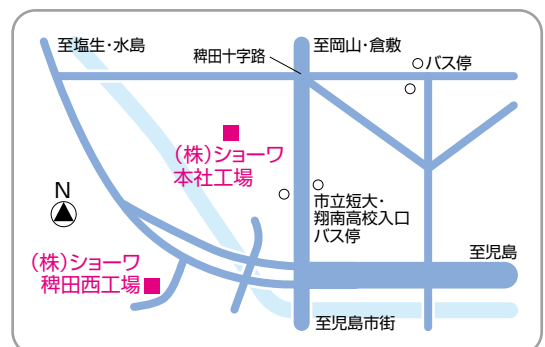 至塩生・水島
稗田十字路
至岡山・倉敷
バス停
(株)ショーワ
本社工場
市立短大・
翔南高校入口
バス停
N
(株)ショーワ
稗田西工場
至児島
至児島市街